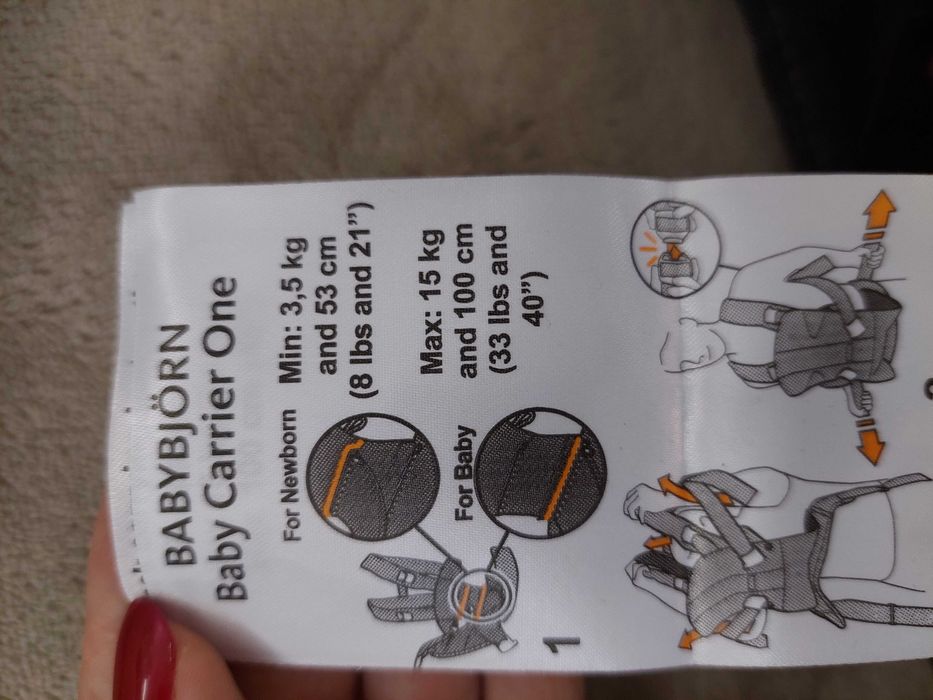 BABYBJÖRN
Baby Carrier One
For Newborn
Min: 3,5 kg
and 53 cm
(8 lbs and 21”)
For Baby
Max: 15 kg
and 100 cm
(33 lbs and
40”)
1